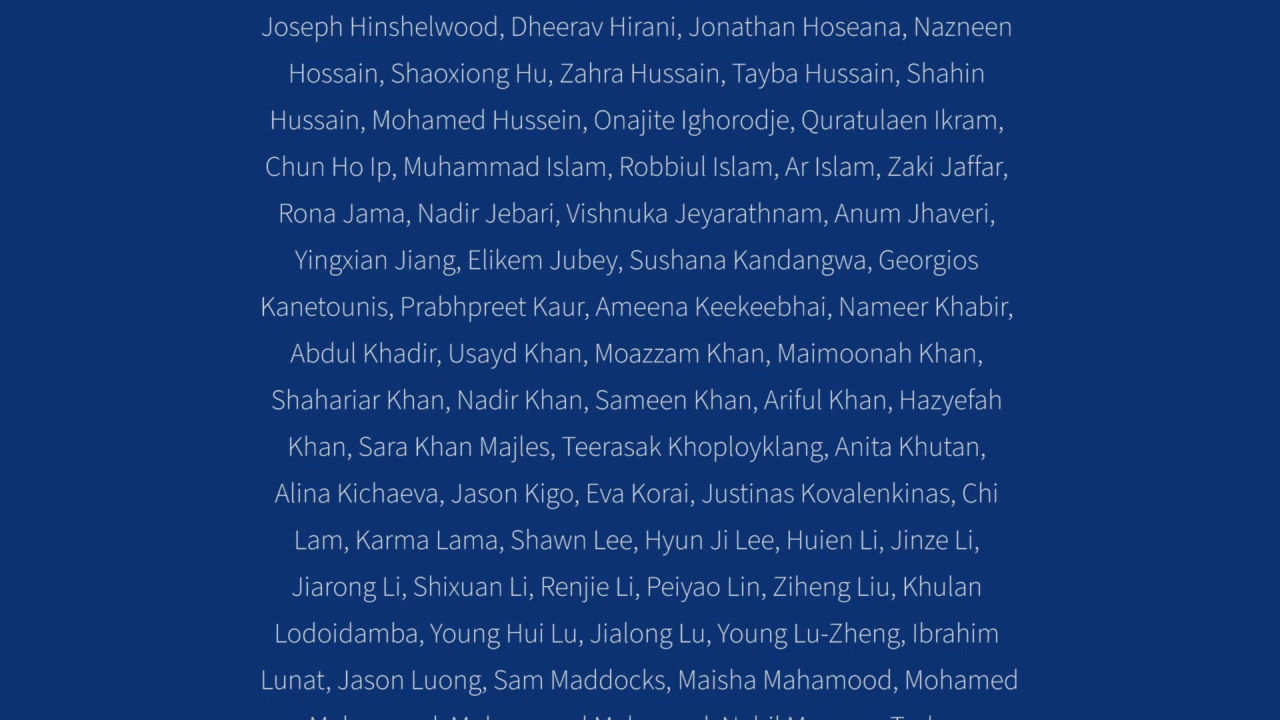 Joseph Hinshelwood, Dheerav Hirani, Jonathan Hoseana, Nazneen
Hossain, Shaoxiong Hu, Zahra Hussain, Tayba Hussain, Shahin
Hussain, Mohamed Hussein, Onajite Ighorodje, Quratulaen Ikram,
Chun Ho Ip, Muhammad Islam, Robbiul Islam, Ar Islam, Zaki Jaffar,
Rona Jama, Nadir Jebari, Vishnuka Jeyarathnam, Anum Jhaveri,
Yingxian Jiang, Elikem Jubey, Sushana Kandangwa, Georgios
Kanetounis, Prabhpreet Kaur, Ameena Keekeebhai, Nameer Khabir,
Abdul Khadir, Usayd Khan, Moazzam Khan, Maimoonah Khan,
Shahariar Khan, Nadir Khan, Sameen Khan, Ariful Khan, Hazyefah
Khan, Sara Khan Majles, Teerasak Khoployklang, Anita Khutan,
Alina Kichaeva, Jason Kigo, Eva Korai, Justinas Kovalenkinas, Chi
Lam, Karma Lama, Shawn Lee, Hyun Ji Lee, Huien Li, Jinze Li,
Jiarong Li, Shixuan Li, Renjie Li, Peiyao Lin, Ziheng Liu, Khulan
Lodoidamba, Young Hui Lu, Jialong Lu, Young Lu-Zheng, Ibrahim
Lunat, Jason Luong, Sam Maddocks, Maisha Mahamood, Mohamed